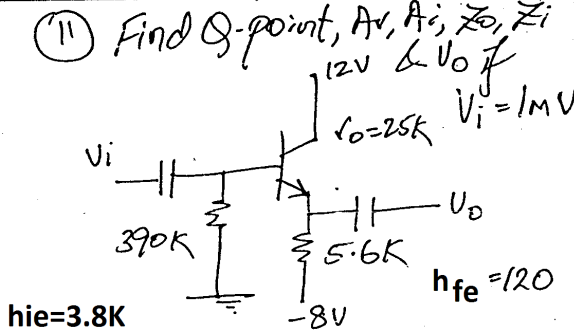 (11) Find Q-point, Av, Ai, Zo, Zi
& Vo if
Vi = 1mV
12V
ro=25K
Vi
Vo
390K
5.6K
hfe =120
hie=3.8K
-8V